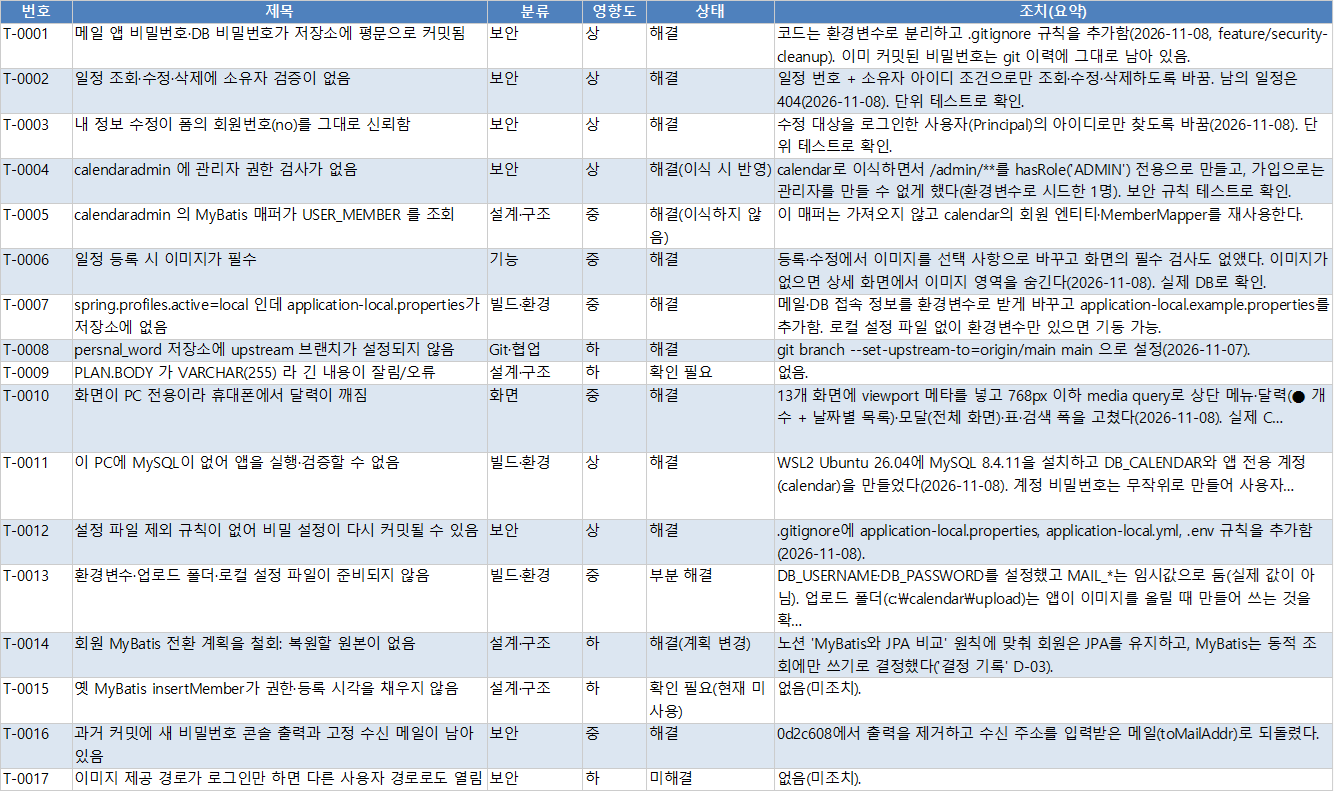 번호 제목 분류 영향도 상태 조치(요약)
T-0001 메일 앱 비밀번호·DB 비밀번호가 저장소에 평문으로 커밋됨 보안 상 해결 코드는 환경변수로 분리하고 .gitignore 규칙을 추가함(2026-11-08, feature/security-
cleanup). 이미 커밋된 비밀번호는 git 이력에 그대로 남아 있음.
T-0002 일정 조회·수정·삭제에 소유자 검증이 없음 보안 상 해결 일정 번호 + 소유자 아이디 조건으로만 조회·수정·삭제하도록 바꿈. 남의 일정은
404(2026-11-08). 단위 테스트로 확인.
T-0003 내 정보 수정이 폼의 회원번호(no)를 그대로 신뢰함 보안 상 해결 수정 대상을 로그인한 사용자(Principal)의 아이디로만 찾도록 바꿈(2026-11-08). 단
위 테스트로 확인.
T-0004 calendaradmin 에 관리자 권한 검사가 없음 보안 상 해결(이식 시 반영) calendar로 이식하면서 /admin/**를 hasRole('ADMIN') 전용으로 만들고, 가입으로는
관리자를 만들 수 없게 했다(환경변수로 시드한 1명). 보안 규칙 테스트로 확인.
T-0005 calendaradmin 의 MyBatis 매퍼가 USER_MEMBER 를 조회 설계·구조 중 해결(이식하지 않 이 매퍼는 가져오지 않고 calendar의 회원 엔티티·MemberMapper를 재사용한다.
음)
T-0006 일정 등록 시 이미지가 필수 기능 중 해결 등록·수정에서 이미지를 선택 사항으로 바꾸고 화면의 필수 검사도 없앴다. 이미지가
없으면 상세 화면에서 이미지 영역을 숨긴다(2026-11-08). 실제 DB로 확인.
T-0007 spring.profiles.active=local 인데 application-local.properties가 빌드·환경 중 해결 메일·DB 접속 정보를 환경변수로 받게 바꾸고 application-local.example.properties를
저장소에 없음 추가함. 로컬 설정 파일 없이 환경변수만 있으면 기동 가능.
T-0008 persnal_word 저장소에 upstream 브랜치가 설정되지 않음 Git·협업 하 해결 git branch --set-upstream-to=origin/main main 으로 설정(2026-11-07).
T-0009 PLAN.BODY 가 VARCHAR(255) 라 긴 내용이 잘림/오류 설계·구조 하 확인 필요 없음.
T-0010 화면이 PC 전용이라 휴대폰에서 달력이 깨짐 화면 중 해결 13개 화면에 viewport 메타를 넣고 768px 이하 media query로 상단 메뉴·달력(● 개
수 + 날짜별 목록)·모달(전체 화면)·표·검색 폭을 고쳤다(2026-11-08). 실제 C...
T-0011 이 PC에 MySQL이 없어 앱을 실행·검증할 수 없음 빌드·환경 상 해결 WSL2 Ubuntu 26.04에 MySQL 8.4.11을 설치하고 DB_CALENDAR와 앱 전용 계정
(calendar)을 만들었다(2026-11-08). 계정 비밀번호는 무작위로 만들어 사용자...
T-0012 설정 파일 제외 규칙이 없어 비밀 설정이 다시 커밋될 수 있음 보안 상 해결 .gitignore에 application-local.properties, application-local.yml, .env 규칙을 추가함
(2026-11-08).
T-0013 환경변수·업로드 폴더·로컬 설정 파일이 준비되지 않음 빌드·환경 중 부분 해결 DB_USERNAME·DB_PASSWORD를 설정했고 MAIL_*는 임시값으로 둠(실제 값이 아
님). 업로드 폴더(c:₩calendar₩upload)는 앱이 이미지를 올릴 때 만들어 쓰는 것을
확...
T-0014 회원 MyBatis 전환 계획을 철회: 복원할 원본이 없음 설계·구조 하 해결(계획 변경) 노션 'MyBatis와 JPA 비교' 원칙에 맞춰 회원은 JPA를 유지하고, MyBatis는 동적 조
회에만 쓰기로 결정했다('결정 기록' D-03).
T-0015 옛 MyBatis insertMember가 권한·등록 시각을 채우지 않음 설계·구조 하 확인 필요(현재 미 없음(미조치).
사용)
T-0016 과거 커밋에 새 비밀번호 콘솔 출력과 고정 수신 메일이 남아 보안 중 해결 0d2c608에서 출력을 제거하고 수신 주소를 입력받은 메일(toMailAddr)로 되돌렸다.
있음
T-0017 이미지 제공 경로가 로그인만 하면 다른 사용자 경로로도 열림 보안 하 미해결 없음(미조치).